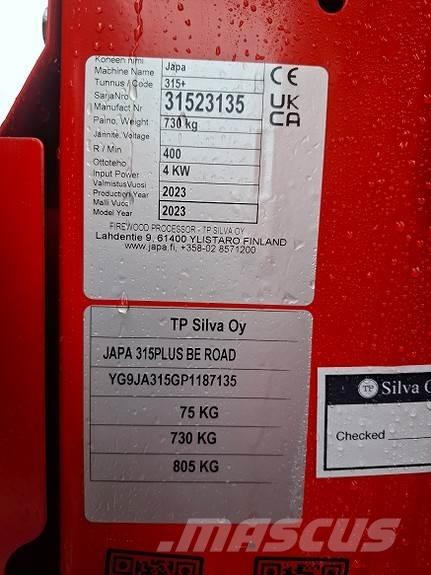 Koneen nimi
Machine Name Japa
Tunnus / Code 315+
SarjaNro
Manufact.Nr 31523135
Paino, Weight 730 kg
Jännite, Voltage
R / Min 400
Ottoteho
Input Power 4 KW
ValmistusVuosi
Production Year 2023
Malli Vuosi
Model Year 2023
CE
UK
CA
FIREWOOD PROCESSOR - TP SILVA OY
Lahdentie 9, 61400 YLISTARO FINLAND
www.japa.fi, +358-02 8571200
TP Silva Oy
JAPA 315PLUS BE ROAD
YG9JA315GP1187135
75 KG
730 KG
805 KG
TP Silva
Checked
MASCUS